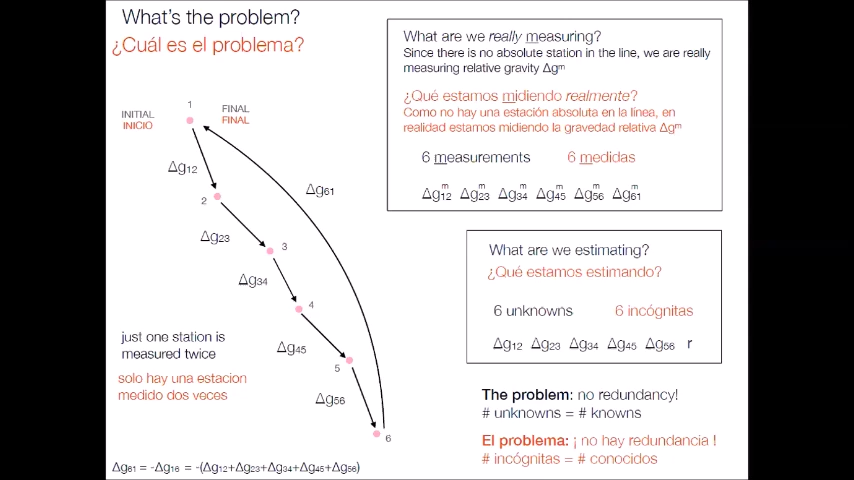 What's the problem?
¿Cuál es el problema?
INITIAL
INICIO
1
FINAL
FINAL
Δg12
2
Δg23
3
Δg34
4
Δg45
5
Δg56
6
Δg61
just one station is
measured twice
solo hay una estacion
medido dos veces
Δg61 = -Δg16 = -(Δg12+Δg23+Δg34+Δg45+Δg56)
What are we really measuring?
Since there is no absolute station in the line, we are really
measuring relative gravity Δgᵐ
¿Qué estamos midiendo realmente?
Como no hay una estación absoluta en la línea, en
realidad estamos midiendo la gravedad relativa Δgᵐ
6 measurements 6 medidas
Δg12ᵐ Δg23ᵐ Δg34ᵐ Δg45ᵐ Δg56ᵐ Δg61ᵐ
What are we estimating?
¿Qué estamos estimando?
6 unknowns 6 incógnitas
Δg12 Δg23 Δg34 Δg45 Δg56 r
The problem: no redundancy!
# unknowns = # knowns
El problema: ¡ no hay redundancia !
# incógnitas = # conocidos